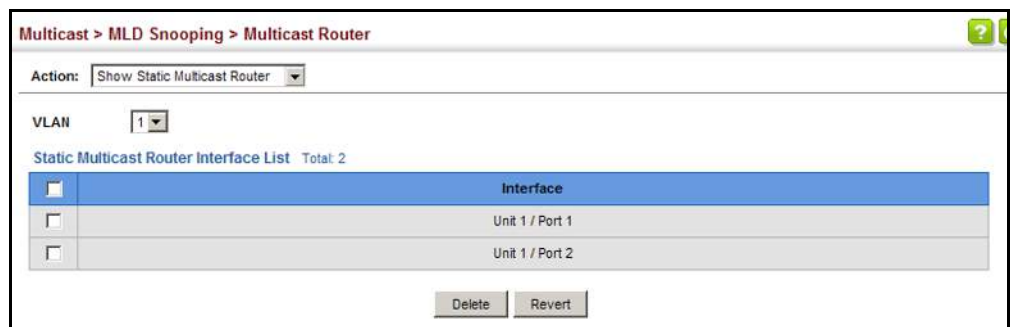 Multicast > MLD Snooping > Multicast Router
?
Action: Show Static Multicast Router
VLAN 1
Static Multicast Router Interface List Total: 2
Interface
Unit 1 / Port 1
Unit 1 / Port 2
Delete Revert